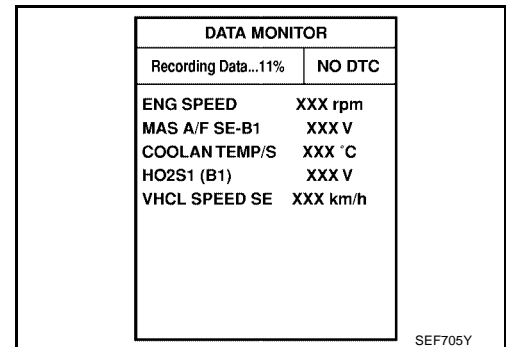 DATA MONITOR
Recording Data...11% NO DTC
ENG SPEED XXX rpm
MAS A/F SE-B1 XXX V
COOLAN TEMP/S XXX °C
HO2S1 (B1) XXX V
VHCL SPEED SE XXX km/h
SEF705Y